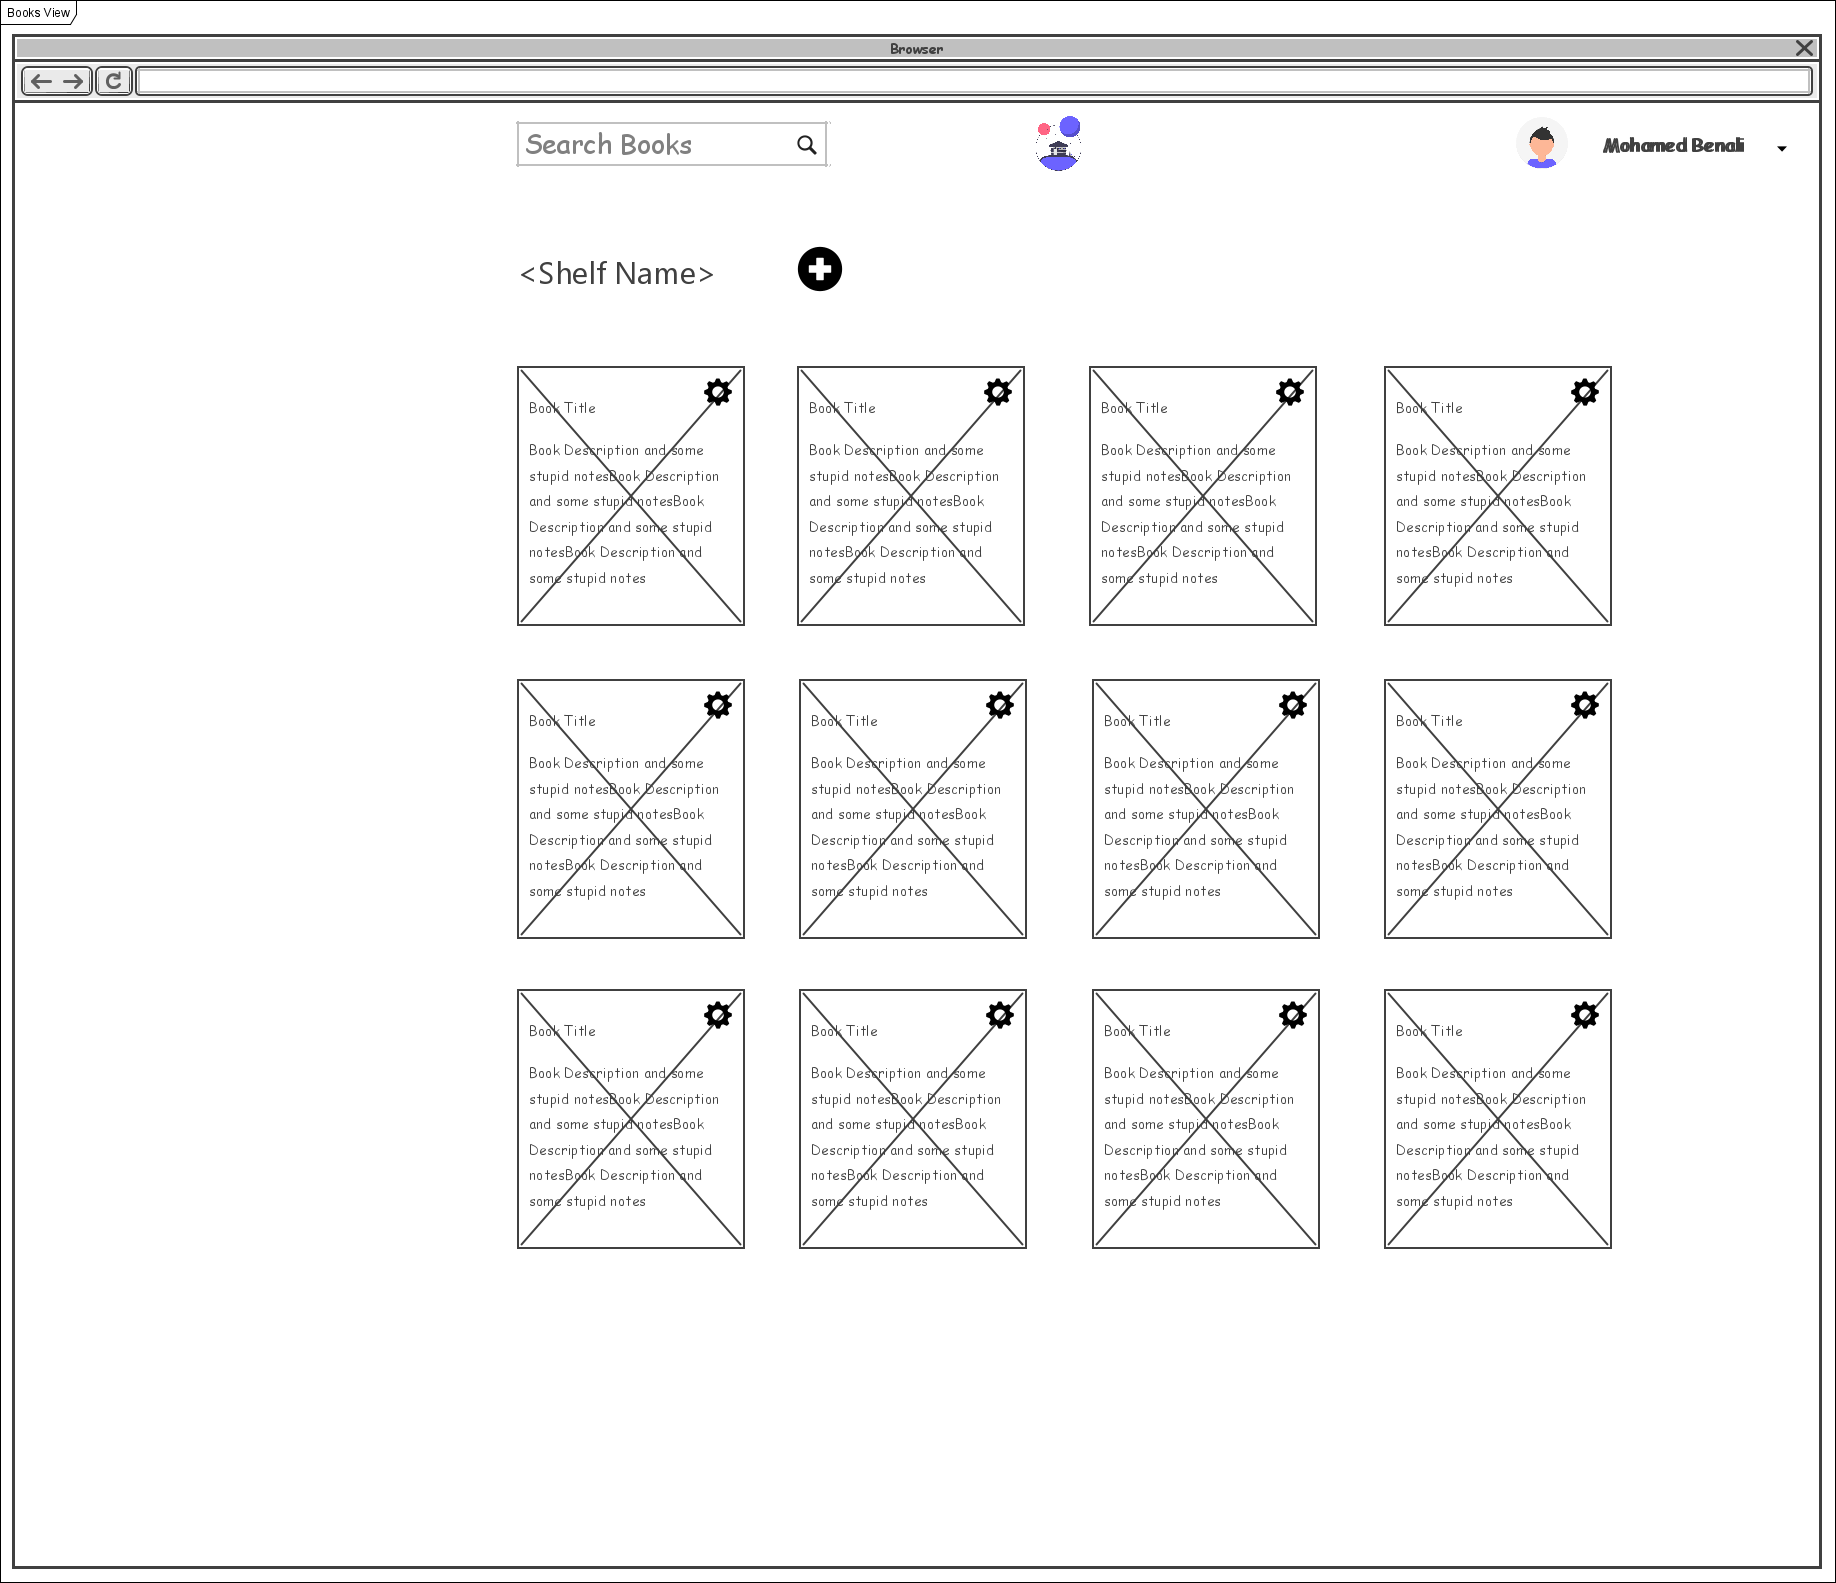 Books View
Browser
Search Books
Mohamed Benali
<Shelf Name>
Book Title
Book Description and some
stupid notesBook Description
and some stupid notesBook
Description and some stupid
notesBook Description and
some stupid notes
Book Title
Book Description and some
stupid notesBook Description
and some stupid notesBook
Description and some stupid
notesBook Description and
some stupid notes
Book Title
Book Description and some
stupid notesBook Description
and some stupid notesBook
Description and some stupid
notesBook Description and
some stupid notes
Book Title
Book Description and some
stupid notesBook Description
and some stupid notesBook
Description and some stupid
notesBook Description and
some stupid notes
Book Title
Book Description and some
stupid notesBook Description
and some stupid notesBook
Description and some stupid
notesBook Description and
some stupid notes
Book Title
Book Description and some
stupid notesBook Description
and some stupid notesBook
Description and some stupid
notesBook Description and
some stupid notes
Book Title
Book Description and some
stupid notesBook Description
and some stupid notesBook
Description and some stupid
notesBook Description and
some stupid notes
Book Title
Book Description and some
stupid notesBook Description
and some stupid notesBook
Description and some stupid
notesBook Description and
some stupid notes
Book Title
Book Description and some
stupid notesBook Description
and some stupid notesBook
Description and some stupid
notesBook Description and
some stupid notes
Book Title
Book Description and some
stupid notesBook Description
and some stupid notesBook
Description and some stupid
notesBook Description and
some stupid notes
Book Title
Book Description and some
stupid notesBook Description
and some stupid notesBook
Description and some stupid
notesBook Description and
some stupid notes
Book Title
Book Description and some
stupid notesBook Description
and some stupid notesBook
Description and some stupid
notesBook Description and
some stupid notes